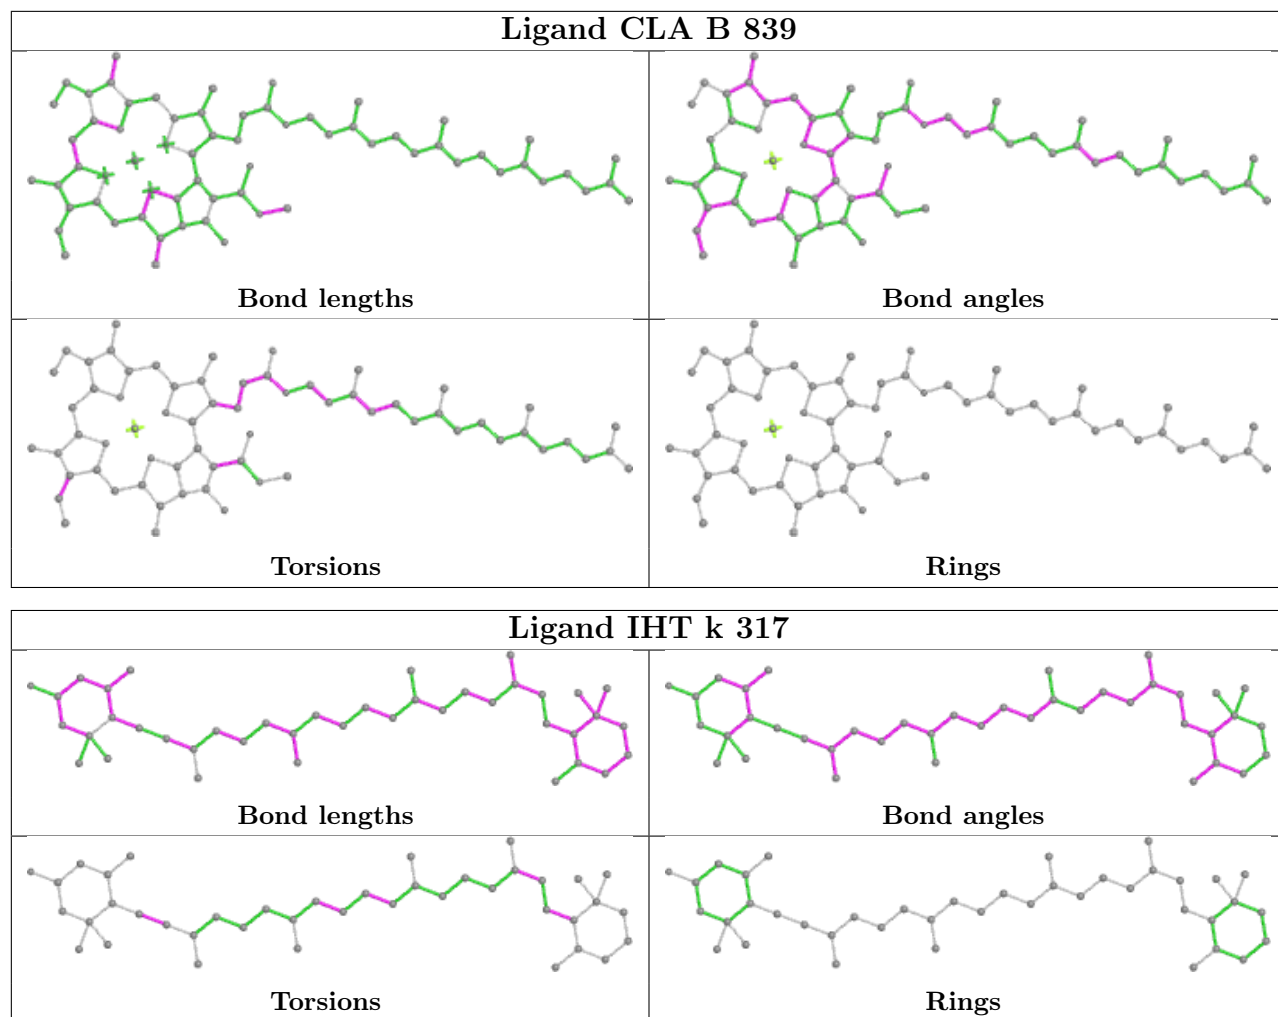 Ligand CLA B 839
Bond lengths
Bond angles
Torsions
Rings
Ligand IHT k 317
Bond lengths
Bond angles
Torsions
Rings